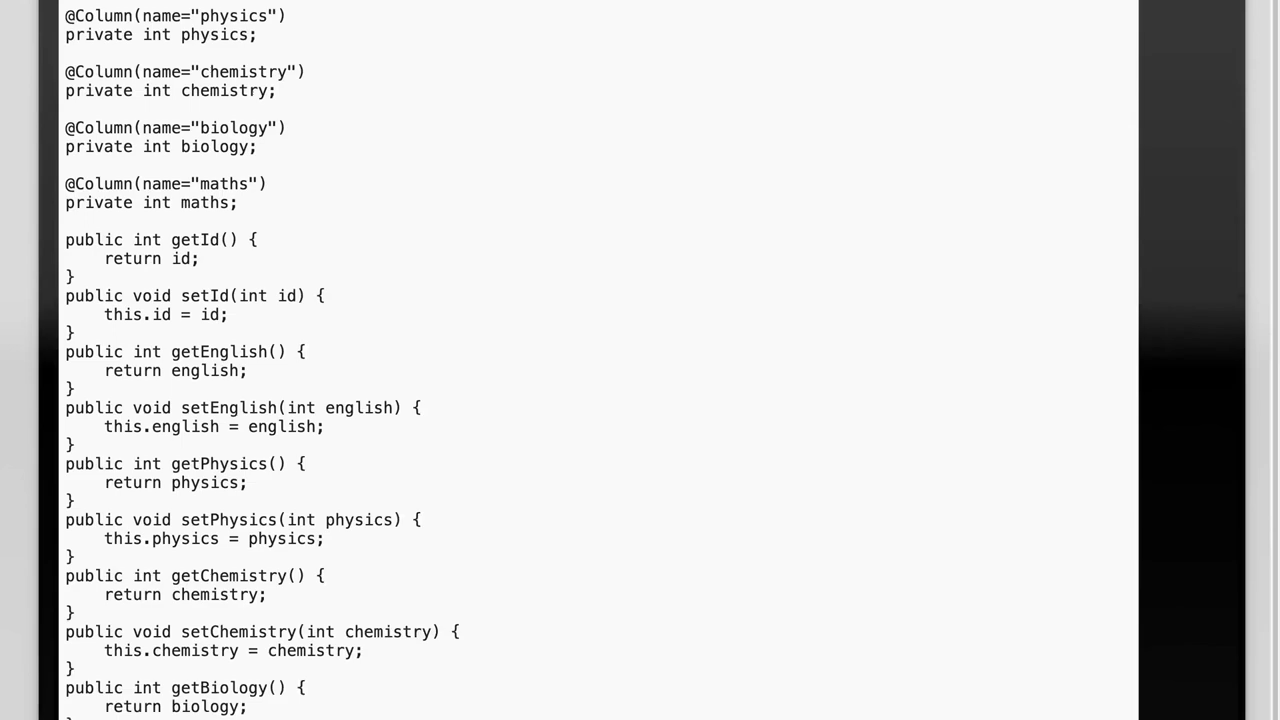 @Column(name="physics")
private int physics;
@Column(name="chemistry")
private int chemistry;
@Column(name="biology")
private int biology;
@Column(name="maths")
private int maths;
public int getId() {
return id;
}
public void setId(int id) {
this.id = id;
}
public int getEnglish() {
return english;
}
public void setEnglish(int english) {
this.english = english;
}
public int getPhysics() {
return physics;
}
public void setPhysics(int physics) {
this.physics = physics;
}
public int getChemistry() {
return chemistry;
}
public void setChemistry(int chemistry) {
this.chemistry = chemistry;
}
public int getBiology() {
return biology;
}